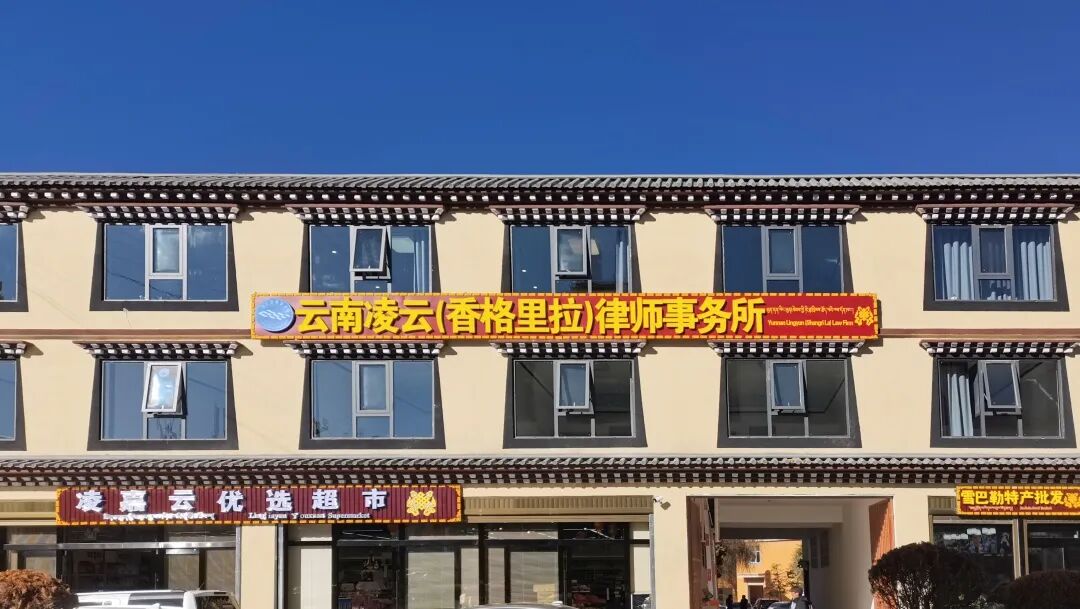 云南凌云(香格里拉)律师事务所
Yunnan Lingyun (Shangri La) Law Firm
凌嘉云优选超市
Lingjiayun Youxuan Supermarket
雪巴勒特产批发